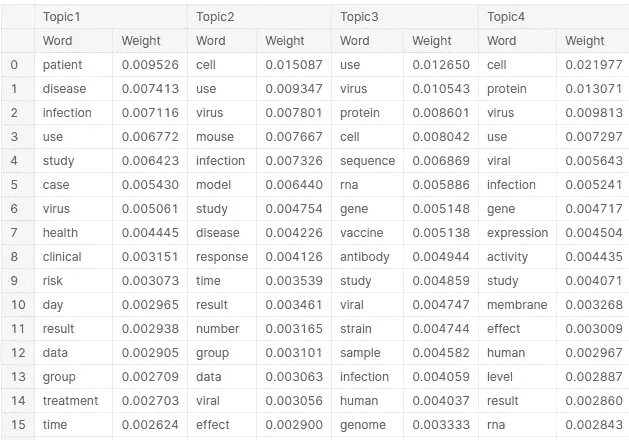 Topic1 Topic2 Topic3 Topic4
Word Weight Word Weight Word Weight Word Weight
0 patient 0.009526 cell 0.015087 use 0.012650 cell 0.021977
1 disease 0.007413 use 0.009347 virus 0.010543 protein 0.013071
2 infection 0.007116 virus 0.007801 protein 0.008601 virus 0.009813
3 use 0.006772 mouse 0.007667 cell 0.008042 use 0.007297
4 study 0.006423 infection 0.007326 sequence 0.006869 viral 0.005643
5 case 0.005430 model 0.006440 rna 0.005886 infection 0.005241
6 virus 0.005061 study 0.004754 gene 0.005148 gene 0.004717
7 health 0.004445 disease 0.004226 vaccine 0.005138 expression 0.004504
8 clinical 0.003151 response 0.004126 antibody 0.004944 activity 0.004435
9 risk 0.003073 time 0.003539 study 0.004859 study 0.004071
10 day 0.002965 result 0.003461 viral 0.004747 membrane 0.003268
11 result 0.002938 number 0.003165 strain 0.004744 effect 0.003009
12 data 0.002905 group 0.003101 sample 0.004582 human 0.002967
13 group 0.002709 data 0.003063 infection 0.004059 level 0.002887
14 treatment 0.002703 viral 0.003056 human 0.004037 result 0.002860
15 time 0.002624 effect 0.002900 genome 0.003333 rna 0.002843